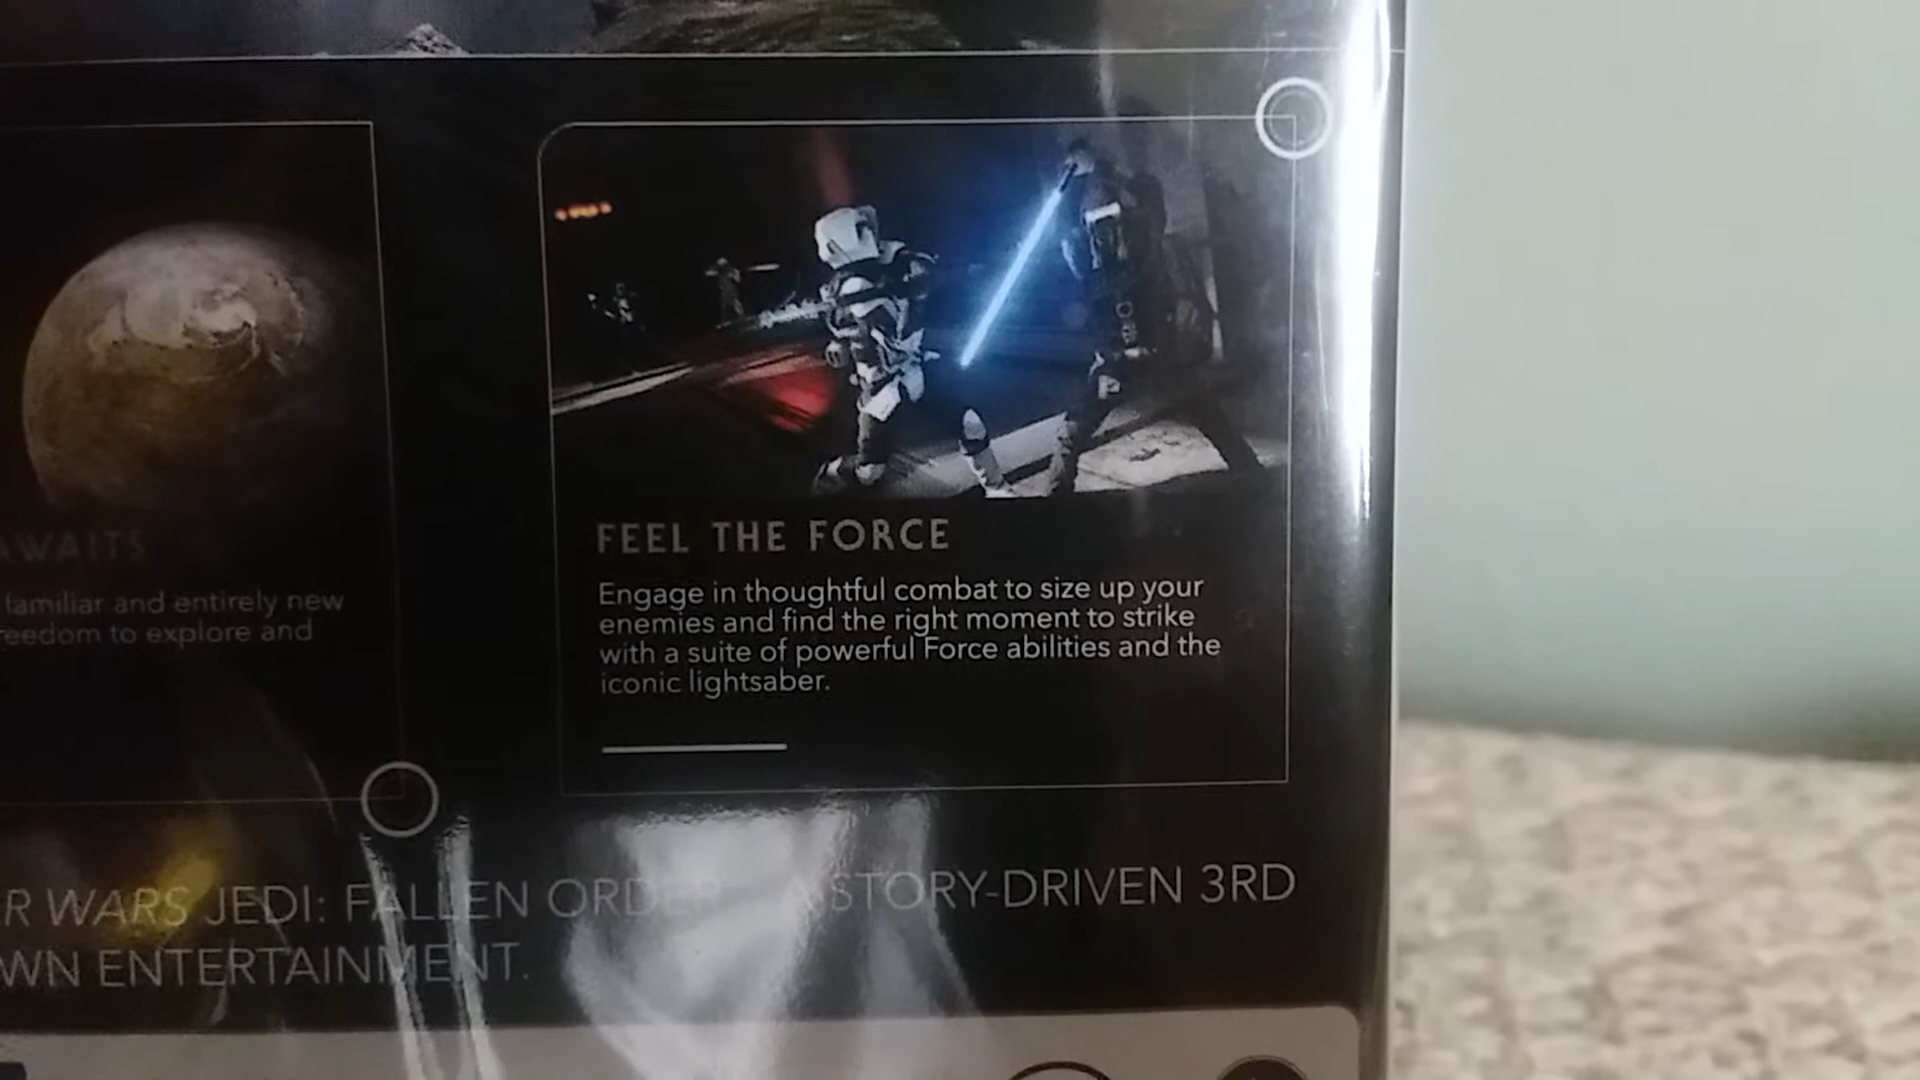 AWAITS
familiar and entirely new
reedom to explore and
FEEL THE FORCE
Engage in thoughtful combat to size up your
enemies and find the right moment to strike
with a suite of powerful Force abilities and the
iconic lightsaber.
R WARS JEDI: FALLEN ORDER A STORY-DRIVEN 3RD
WN ENTERTAINMENT.